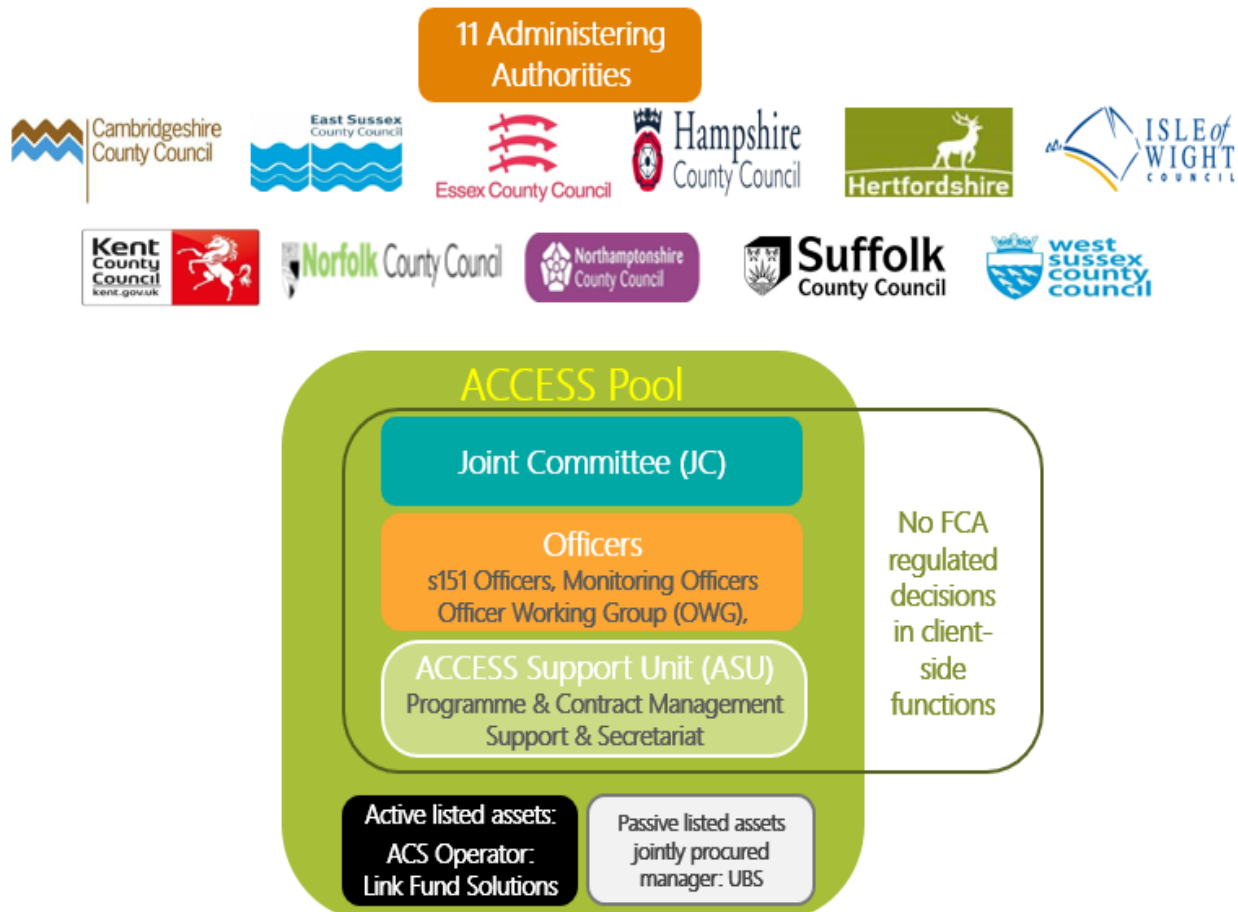 11 Administering
Authorities
Cambridgeshire
County Council
East Sussex
County Council
Essex County Council
Hampshire
County Council
Hertfordshire
ISLE of
WIGHT
COUNCIL
Kent
County
Council
kent.gov.uk
Norfolk County Council
Northamptonshire
County Council
Suffolk
County Council
west
sussex
county
council
ACCESS Pool
Joint Committee (JC)
Officers
s151 Officers, Monitoring Officers
Officer Working Group (OWG),
ACCESS Support Unit (ASU)
Programme & Contract Management
Support & Secretariat
No FCA
regulated
decisions
in client-
side
functions
Active listed assets:
ACS Operator:
Link Fund Solutions
Passive listed assets
jointly procured
manager: UBS